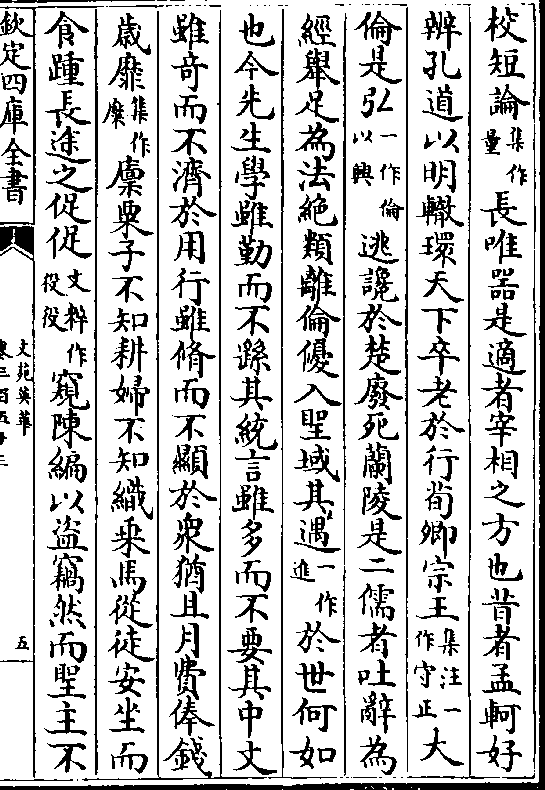 校短論集作量長唯器是適者宰相之方也昔者孟軻好
辨孔道以明轍環天下卒老於行荀卿宗王集注一作守正大
倫是弘一作倫以興逃讒於楚廢死蘭陵是二儒者吐辭為
經舉足為法絶類離倫優入聖域其遇一作進於世何如
也今先生學雖勤而不繇其統言雖多而不要其中文
雖竒而不濟於用行雖脩而不顯於衆猶且月費俸錢
歳靡集作糜廪粟子不知耕婦不知織乗馬從徒安坐而
食踵長途之促促文粹作役役窺陳編以盜竊然而聖主不
欽定四庫全書
文苑英華
卷三百五十三
五